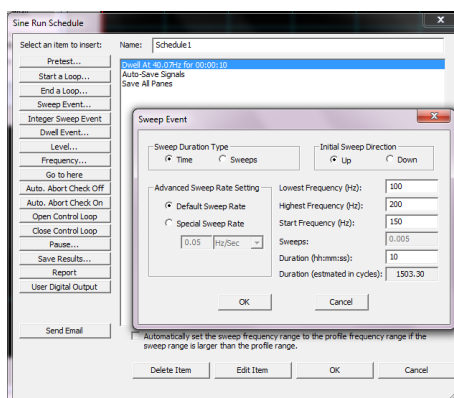 Sine Run Schedule
x
Select an item to insert:
Name: Schedule1
Pretest...
Start a Loop...
End a Loop...
Sweep Event...
Integer Sweep Event
Dwell Event...
Level...
Frequency...
Go to here
Auto. Abort Check Off
Auto. Abort Check On
Open Control Loop
Close Control Loop
Pause...
Save Results...
Report
User Digital Output
Send Email
Dwell At 40.07Hz for 00:00:10
Auto-Save Signals
Save All Panes
Sweep Event
x
Sweep Duration Type
Time Sweeps
Initial Sweep Direction
Up Down
Advanced Sweep Rate Setting
Default Sweep Rate
Special Sweep Rate
0.05 Hz/Sec
Lowest Frequency (Hz): 100
Highest Frequency (Hz): 200
Start Frequency (Hz): 150
Sweeps: 0.005
Duration (hh:mm:ss): 10
Duration (estmated in cycles): 1503.30
OK Cancel
Automatically set the sweep frequency range to the profile frequency range if the
sweep range is larger than the profile range.
Delete Item Edit Item OK Cancel